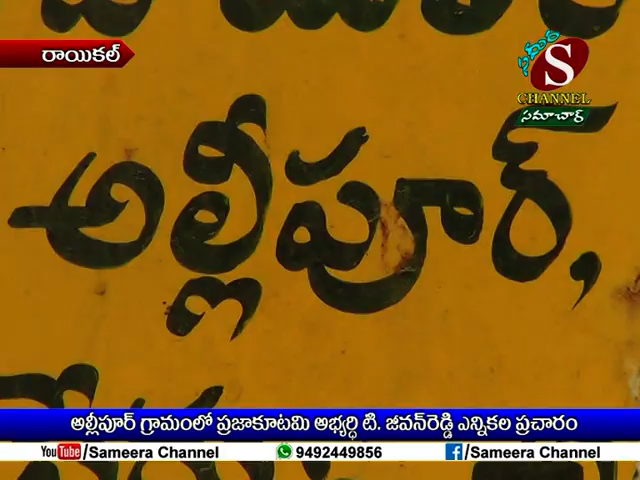 రాయికల్
సమీర
S
CHANNEL
సమాచార్
అల్లీపూర్,
అల్లీపూర్ గ్రామంలో ప్రజాకూటమి అభ్యర్ధి టి. జీవన్‌రెడ్డి ఎన్నికల ప్రచారం
YouTube /Sameera Channel 9492449856 f /Sameera Channel